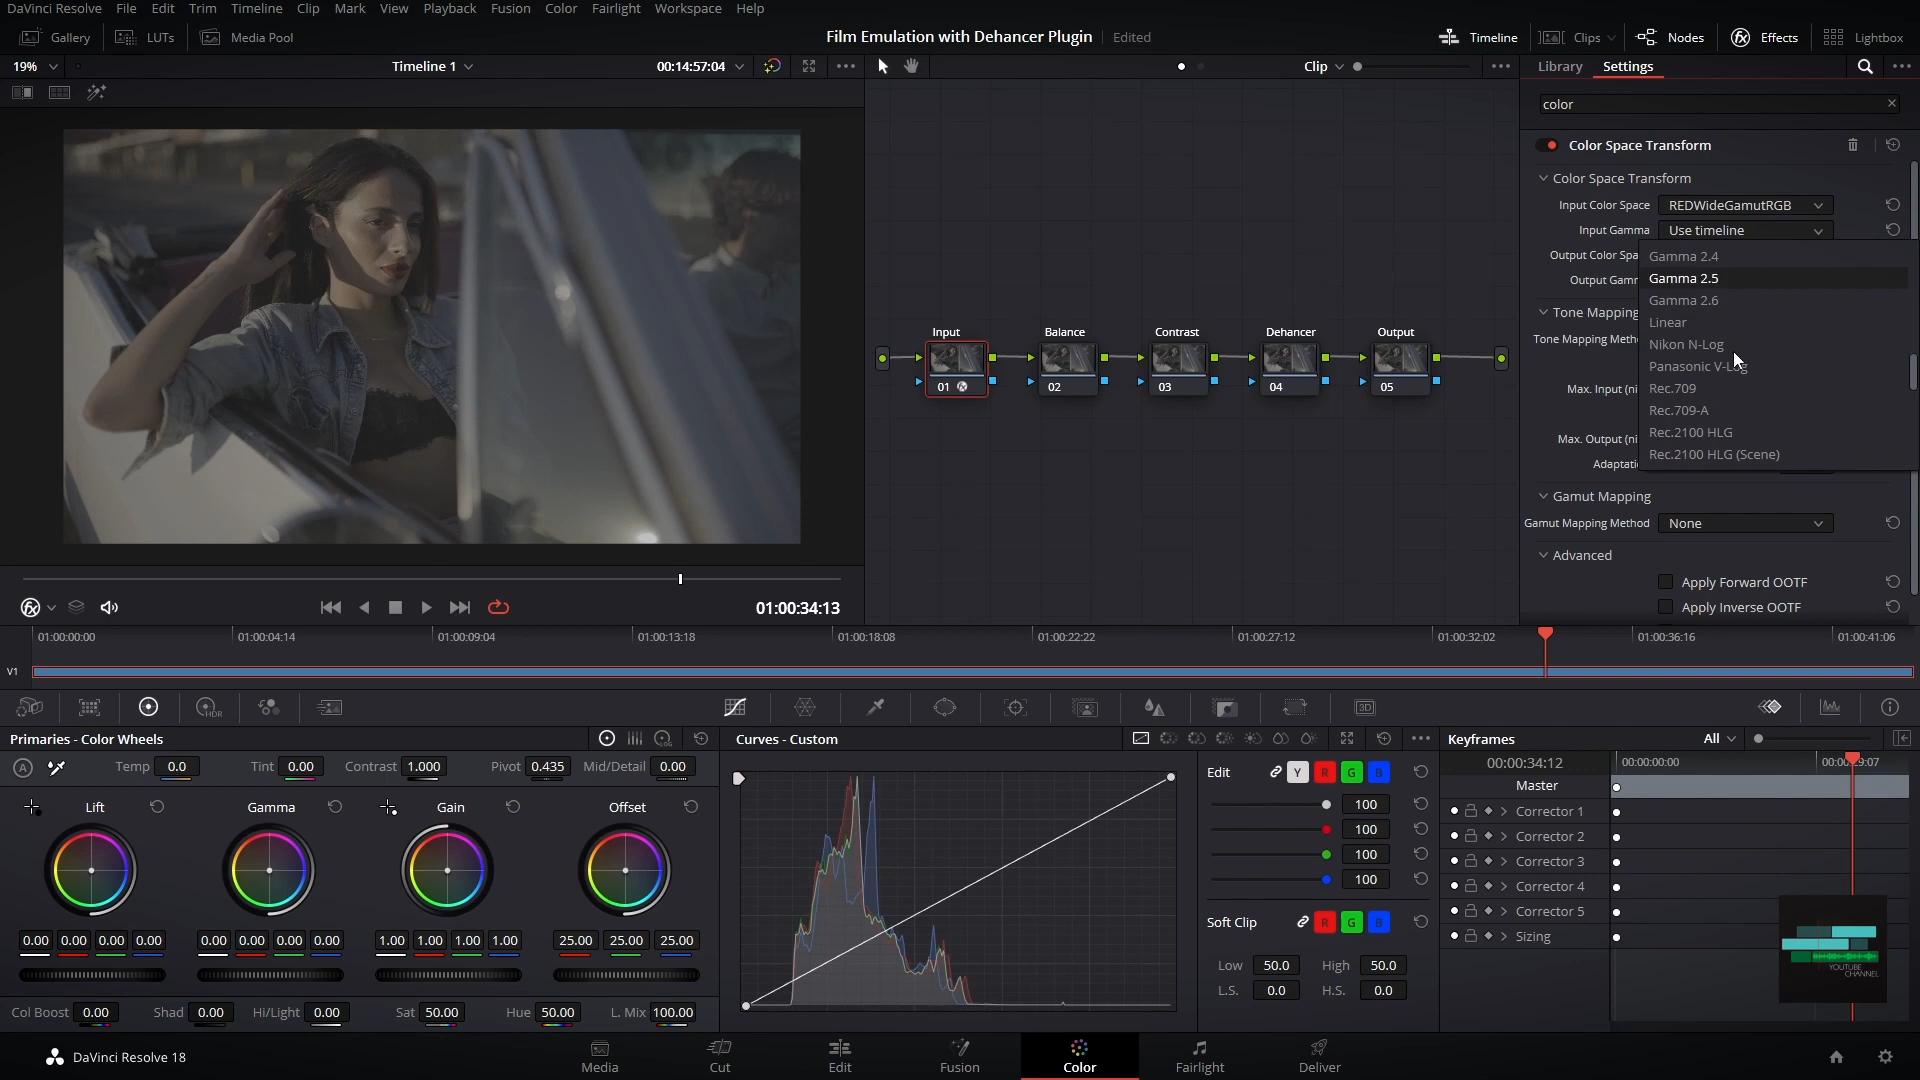 DaVinci Resolve File Edit Trim Timeline Clip Mark View Playback Fusion Color Fairlight Workspace Help
Gallery LUTs Media Pool Film Emulation with Dehancer Plugin Edited Timeline Clips Nodes Effects Lightbox
19% Timeline 1 00:14:57:04 Clip Library Settings
color
Color Space Transform
Color Space Transform
Input Color Space REDWideGamutRGB
Input Gamma Use timeline
Output Color Spa
Output Gamm
Gamma 2.4
Gamma 2.5
Gamma 2.6
Linear
Nikon N-Log
Panasonic V-Log
Rec.709
Rec.709-A
Rec.2100 HLG
Rec.2100 HLG (Scene)
Tone Mapping
Tone Mapping Meth
Max. Input (ni
Max. Output (ni
Adaptati
Gamut Mapping
Gamut Mapping Method None
Advanced
Apply Forward OOTF
Apply Inverse OOTF
Input Balance Contrast Dehancer Output
01 02 03 04 05
01:00:34:13
01:00:00:00 01:00:04:14 01:00:09:04 01:00:13:18 01:00:18:08 01:00:22:22 01:00:27:12 01:00:32:02 01:00:36:16 01:00:41:06
V1
HDR 3D
Primaries - Color Wheels
LOG
A Temp 0.0 Tint 0.00 Contrast 1.000 Pivot 0.435 Mid/Detail 0.00
Lift Gamma Gain Offset
0.00 0.00 0.00 0.00 0.00 0.00 0.00 0.00 1.00 1.00 1.00 1.00 25.00 25.00 25.00
Col Boost 0.00 Shad 0.00 Hi/Light 0.00 Sat 50.00 Hue 50.00 L. Mix 100.00
Curves - Custom
Edit Y R G B
100
100
100
100
Soft Clip R G B
Low 50.0 High 50.0
L.S. 0.0 H.S. 0.0
Keyframes All
00:00:34:12 00:00:00:00
Master
Corrector 1
Corrector 2
Corrector 3
Corrector 4
Corrector 5
Sizing
YOUTUBE
CHANNEL
DaVinci Resolve 18 Media Cut Edit Fusion Color Fairlight Deliver